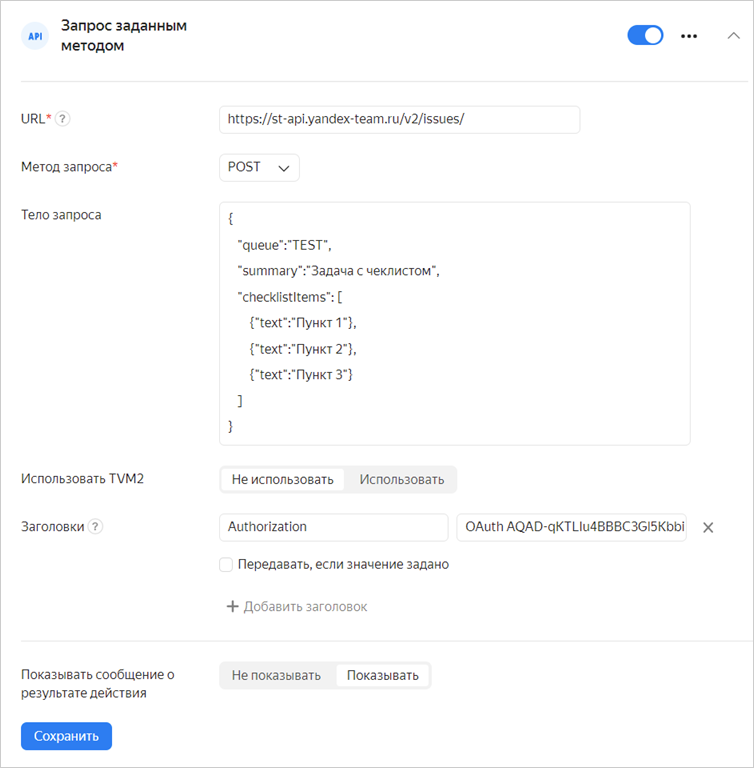 API
Запрос заданным
методом
URL* ?
https://st-api.yandex-team.ru/v2/issues/
Метод запроса*
POST
Тело запроса
{
"queue":"TEST",
"summary":"Задача с чеклистом",
"checklistItems": [
{"text":"Пункт 1"},
{"text":"Пункт 2"},
{"text":"Пункт 3"}
]
}
Использовать TVM2
Не использовать Использовать
Заголовки ?
Authorization OAuth AQAD-qKTLIu4BBBC3Gl5Kbbi
Передавать, если значение задано
+ Добавить заголовок
Показывать сообщение о
результате действия
Не показывать Показывать
Сохранить